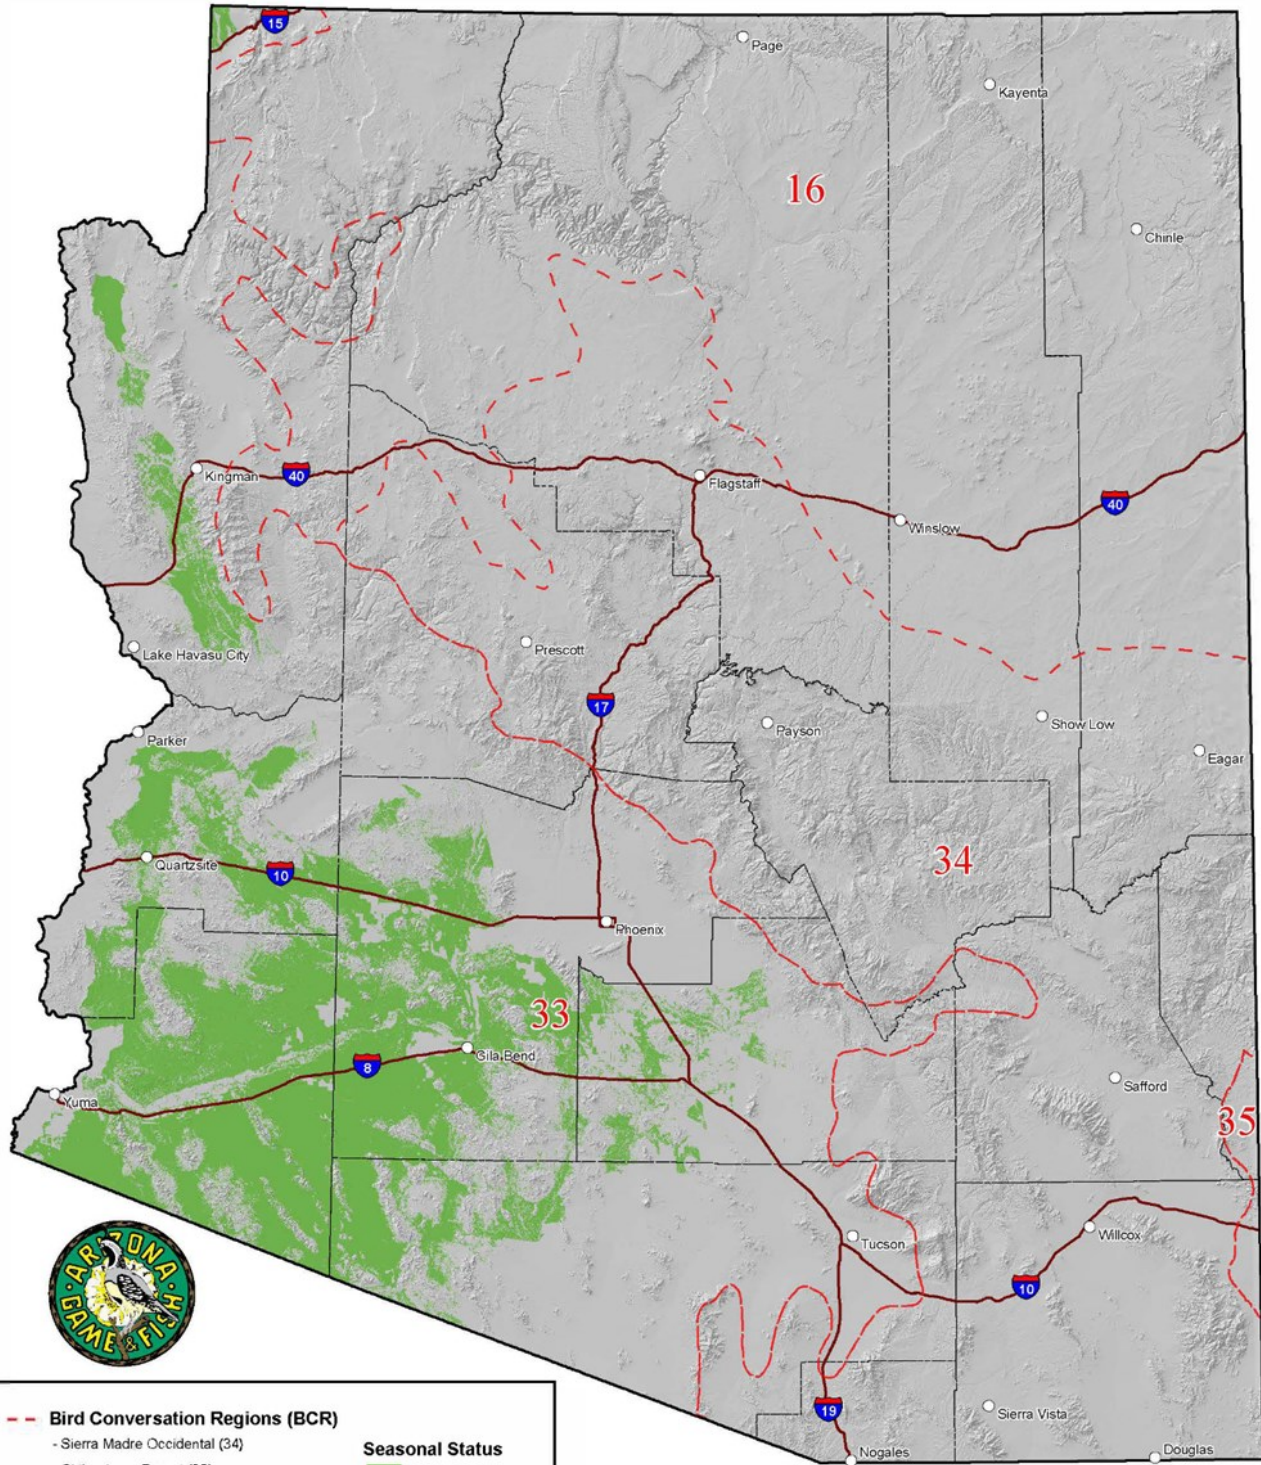 15
Page
Kayenta
16
Chinle
Kingman
40
Flagstaff
40
Winslow
Lake Havasu City
Prescott
17
Payson
Show Low
Parker
Eagar
Quartzsite
10
34
Phoenix
33
Gila Bend
8
Safford
Yuma
35
Tucson
Willcox
10
ARIZONA
GAME & FISH
19
Sierra Vista
Nogales
Douglas
Bird Conversation Regions (BCR)
- Sierra Madre Occidental (34)
Seasonal Status